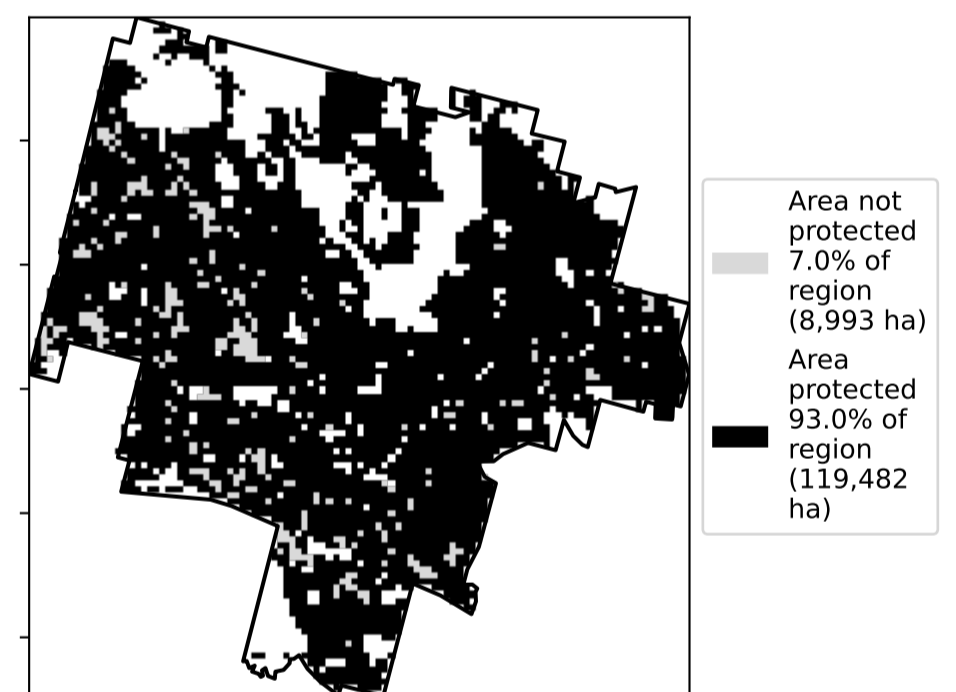 Area not
protected
7.0% of
region
(8,993 ha)
Area
protected
93.0% of
region
(119,482
ha)